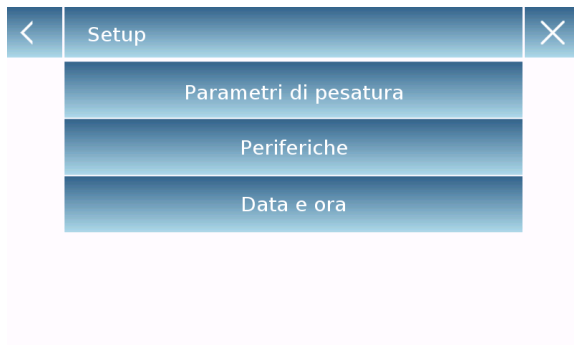 Setup
Parametri di pesatura
Periferiche
Data e ora